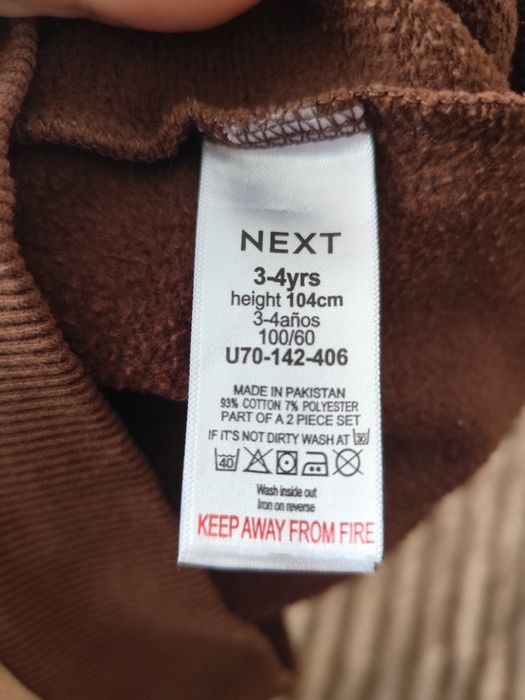 NEXT
3-4yrs
height 104cm
3-4años
100/60
U70-142-406
MADE IN PAKISTAN
93% COTTON 7% POLYESTER
PART OF A 2 PIECE SET
IF IT'S NOT DIRTY WASH AT 30
40
Wash inside out
Iron on reverse
KEEP AWAY FROM FIRE